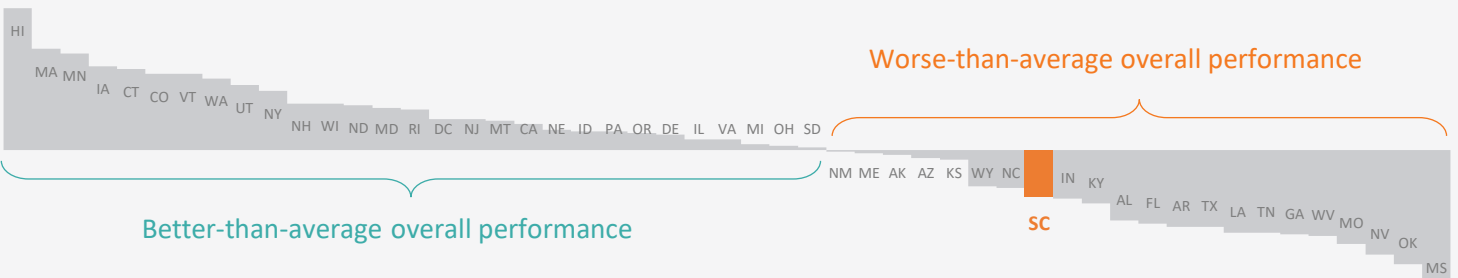 HI
Worse-than-average overall performance
MA MN IA CT CO VT WA UT NY NH WI ND MD RI DC NJ MT CA NE ID PA OR DE IL VA MI OH SD
NM ME AK AZ KS WY NC IN KY AL FL AR TX LA TN GA WV MO NV OK MS
SC
Better-than-average overall performance